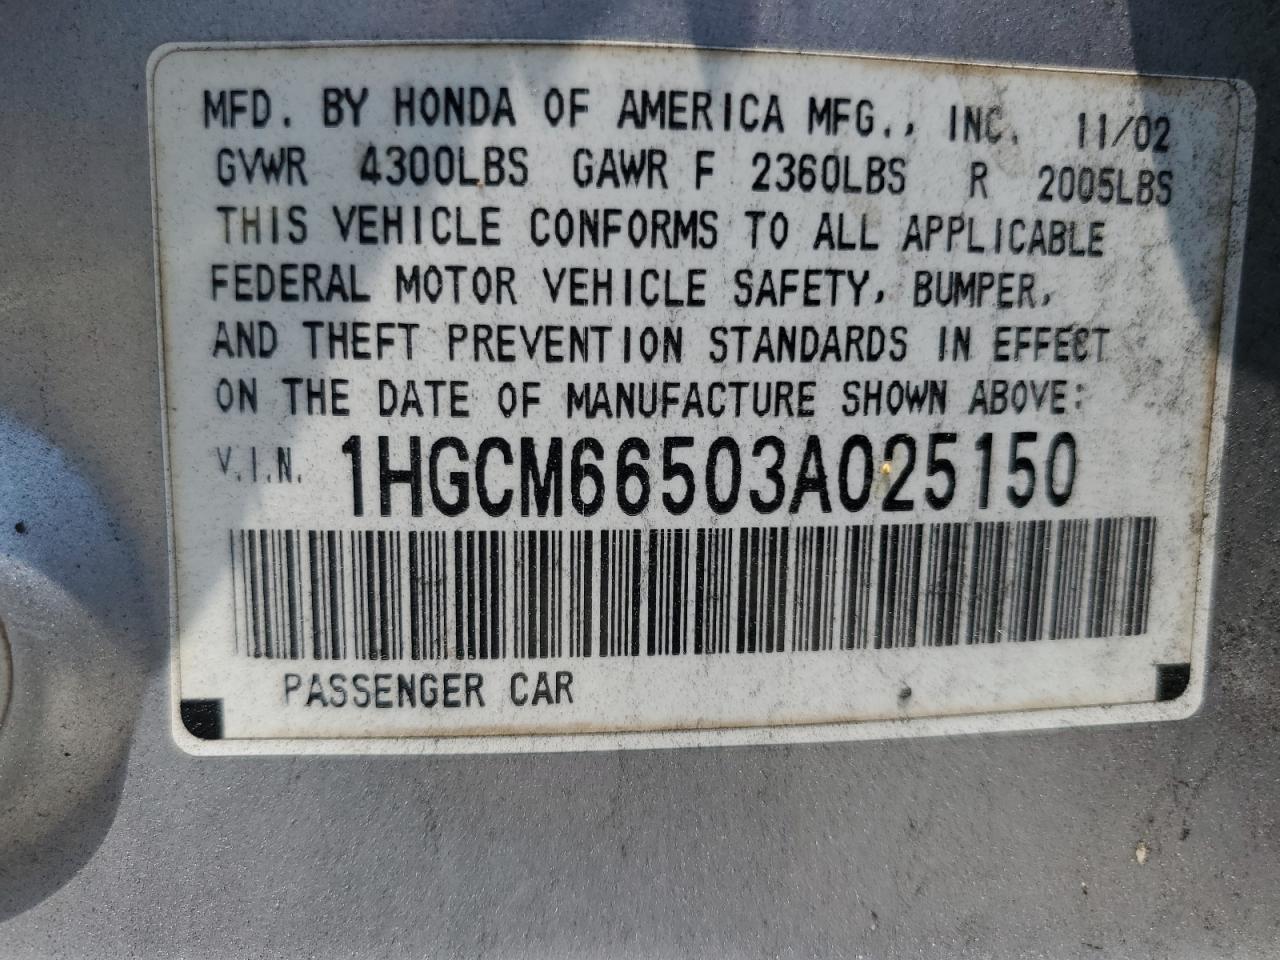 MFD. BY HONDA OF AMERICA MFG., INC. 11/02
GVWR 4300LBS GAWR F 2360LBS R 2005LBS
THIS VEHICLE CONFORMS TO ALL APPLICABLE
FEDERAL MOTOR VEHICLE SAFETY, BUMPER,
AND THEFT PREVENTION STANDARDS IN EFFECT
ON THE DATE OF MANUFACTURE SHOWN ABOVE:
V.I.N. 1HGCM66503A025150
PASSENGER CAR